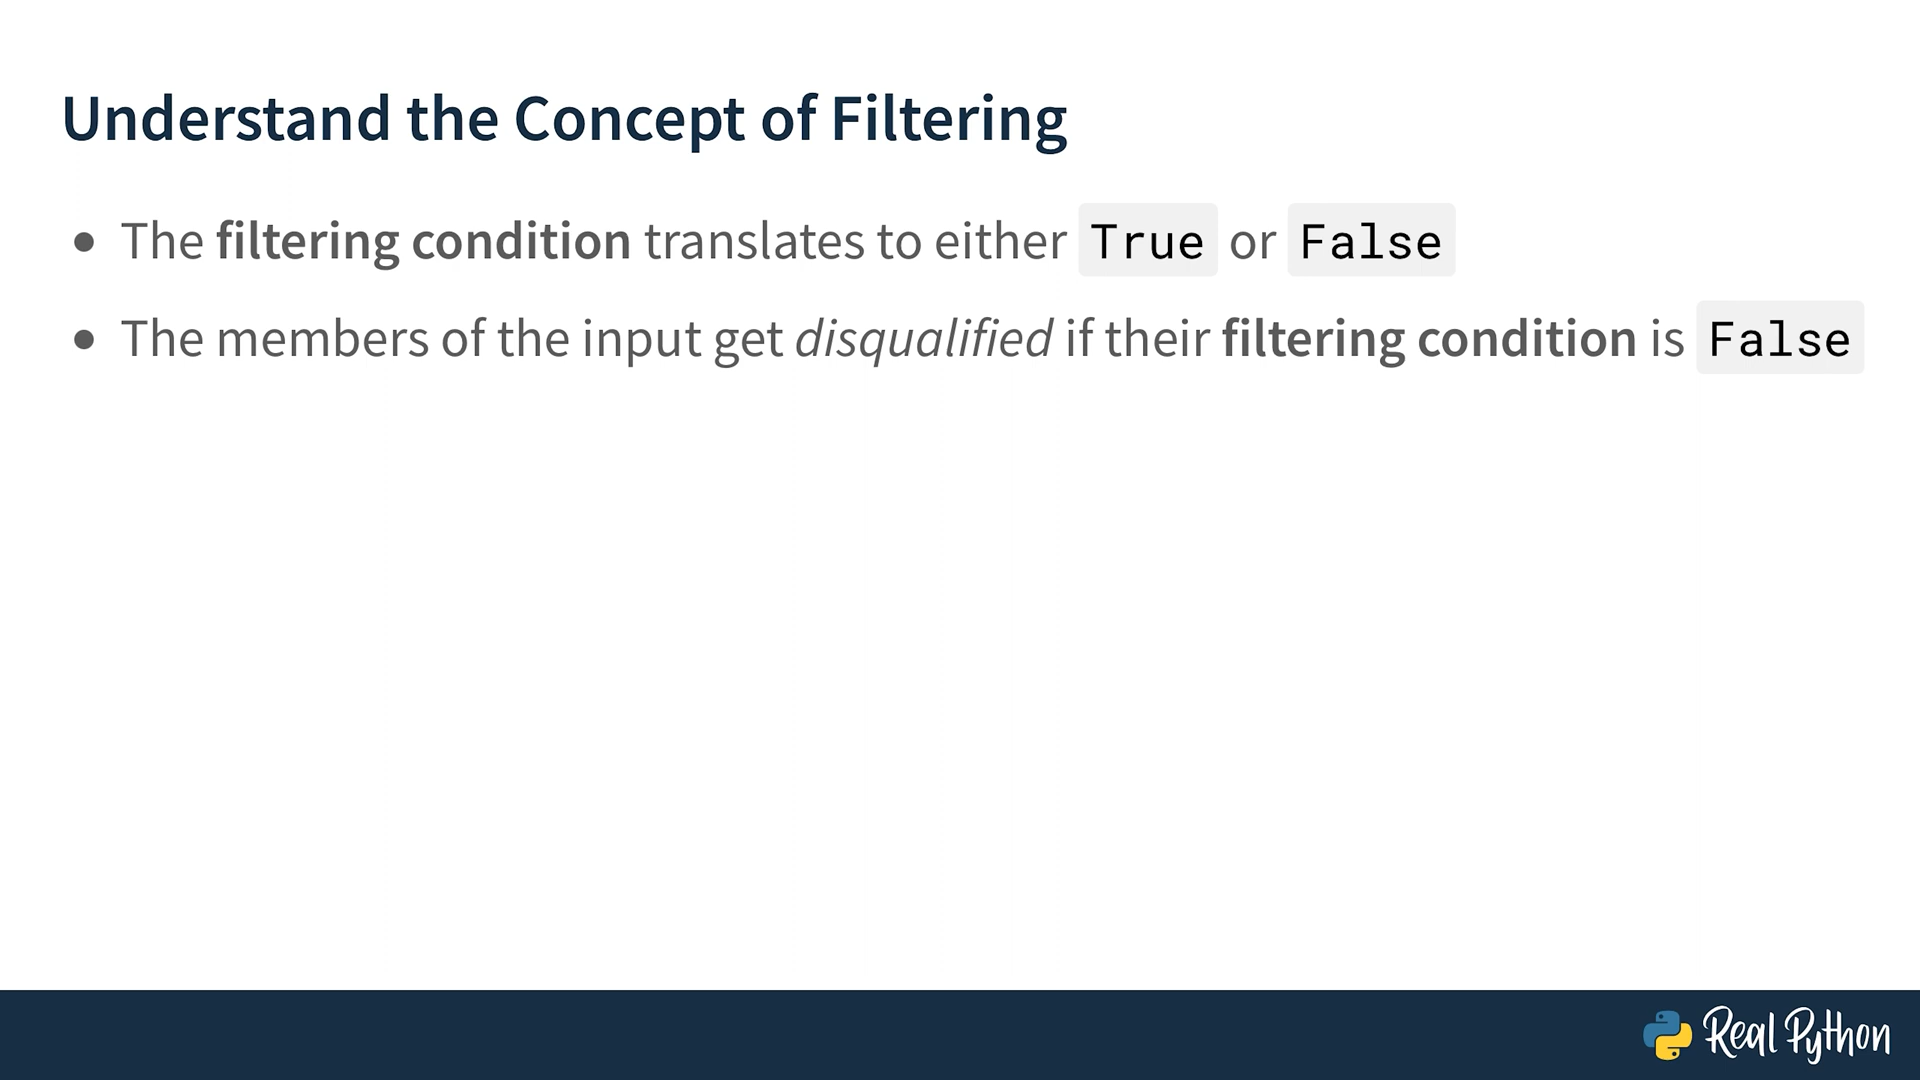 Understand the Concept of Filtering
• The filtering condition translates to either True or False
• The members of the input get disqualified if their filtering condition is False
Real Python